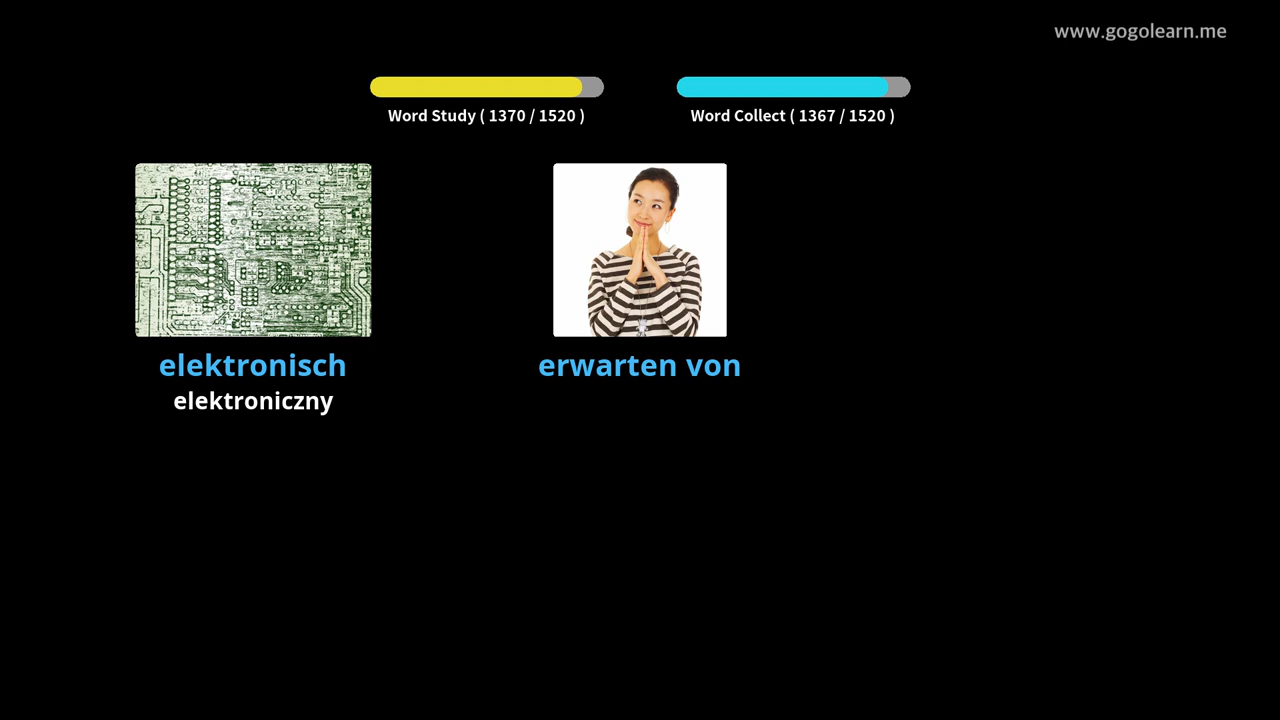 www.gogolearn.me
Word Study ( 1370 / 1520 )
Word Collect ( 1367 / 1520 )
elektronisch
elektroniczny
erwarten von